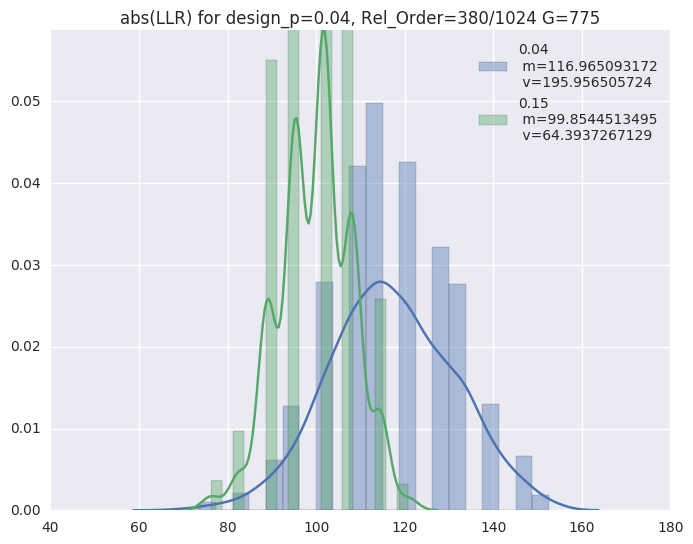 abs(LLR) for design_p=0.04, Rel_Order=380/1024 G=775
0.04
m=116.965093172
v=195.956505724
0.15
m=99.8544513495
v=64.3937267129
0.05
0.04
0.03
0.02
0.01
0.00
40 60 80 100 120 140 160 180